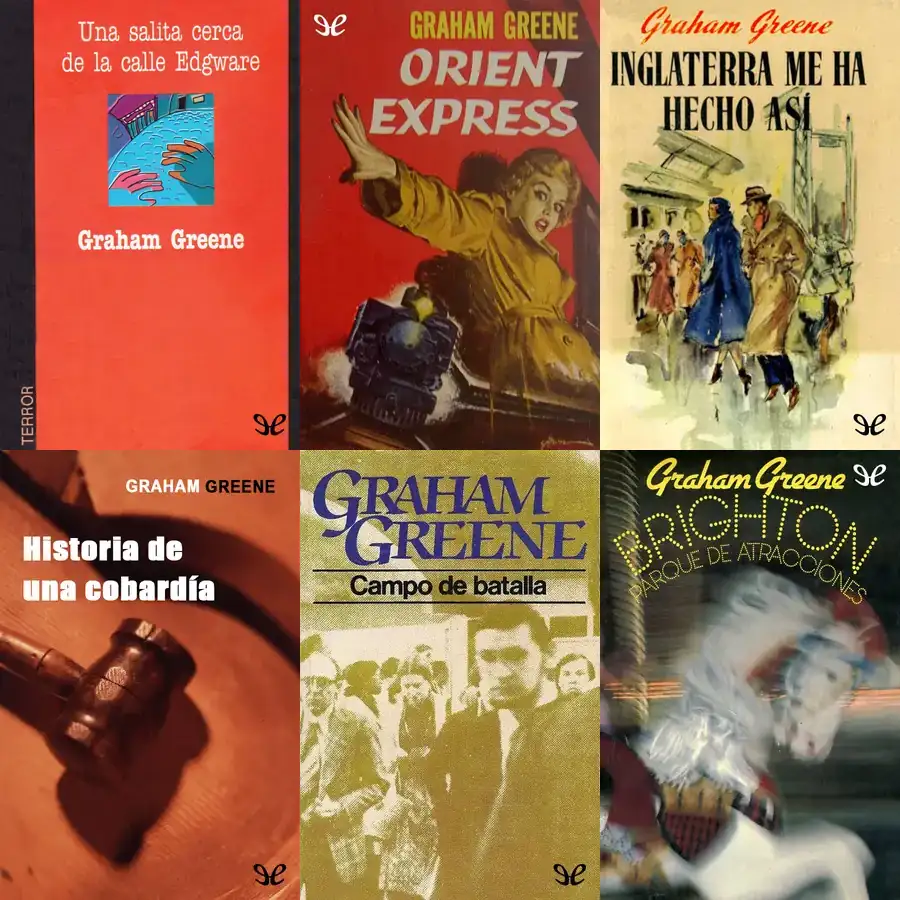 Una salita cerca
de la calle Edgware
Graham Greene
TERROR
GRAHAM GREENE
ORIENT
EXPRESS
Graham Greene
INGLATERRA ME HA
HECHO ASÍ
GRAHAM GREENE
Historia de
una cobardía
GRAHAM
GREENE
Campo de batalla
Graham Greene
BRIGHTON
PARQUE DE ATRACCIONES